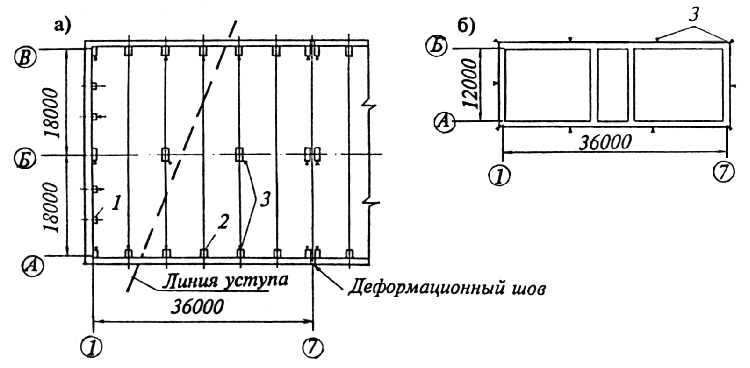 а)
В
18000
Б
18000
А
1
2
3
Линия уступа
36000
Деформационный шов
1
7
б)
3
Б
12000
А
36000
1
7